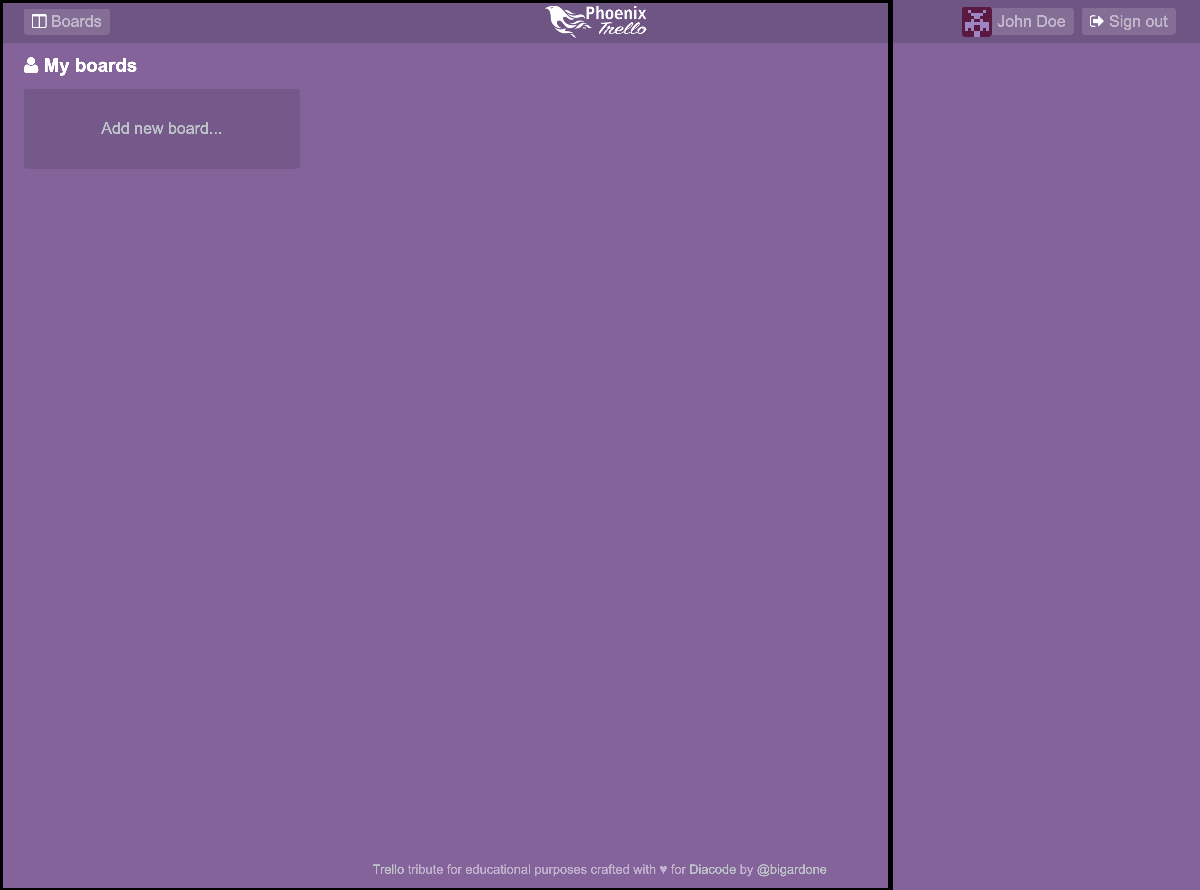 Boards
Phoenix
Trello
John Doe
Sign out
My boards
Add new board...
Trello tribute for educational purposes crafted with ♥ for Diacode by @bigardone